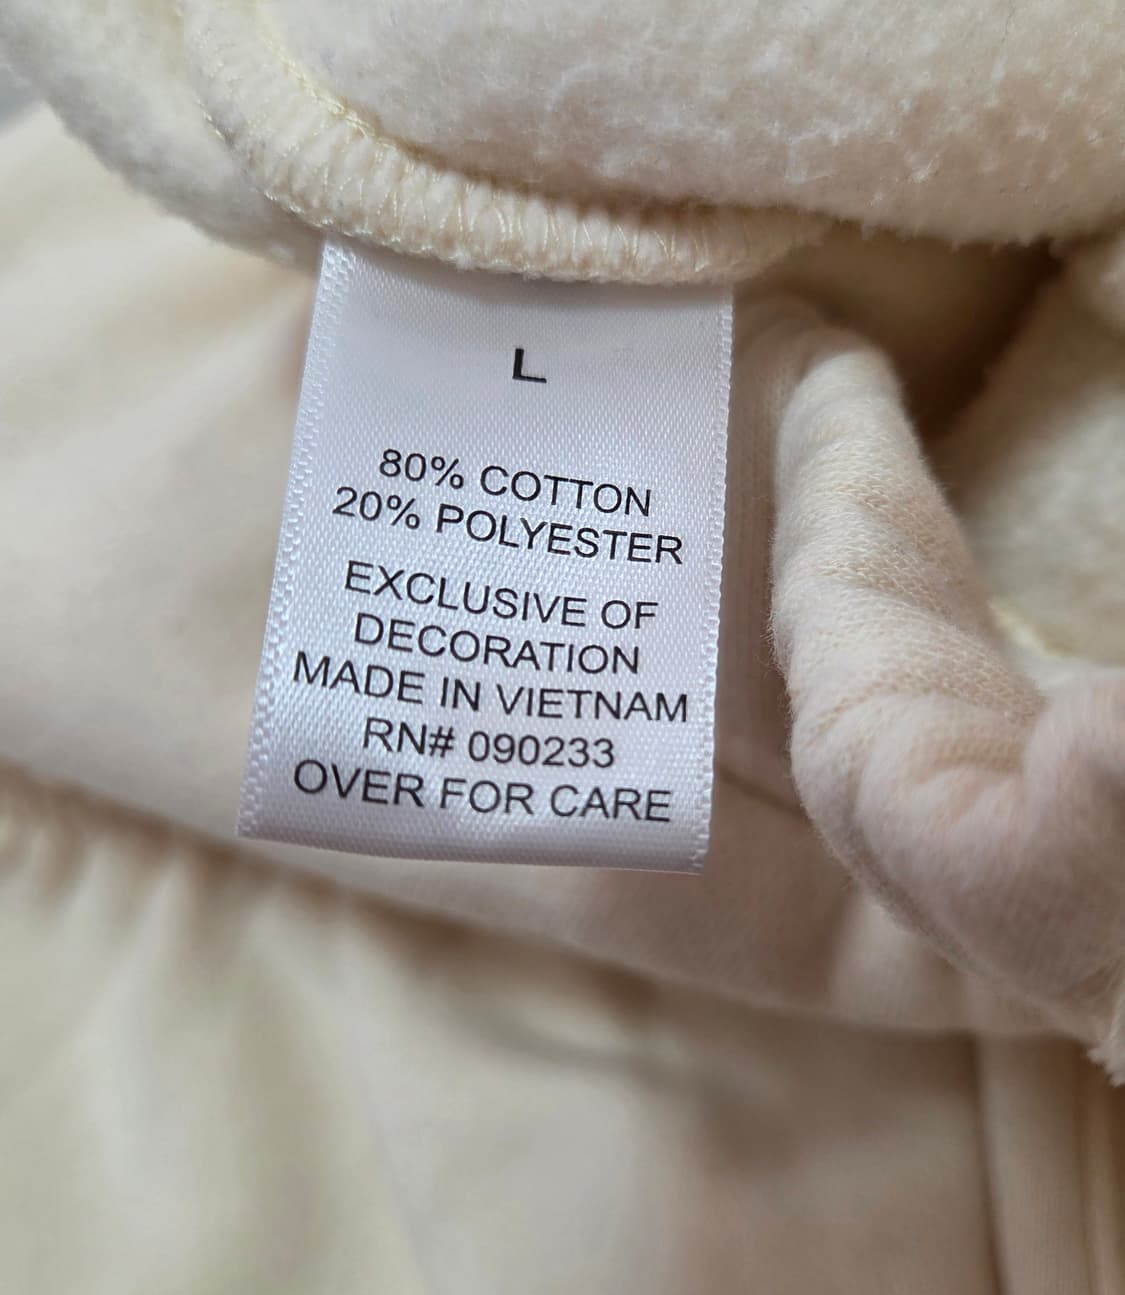 L
80% COTTON
20% POLYESTER
EXCLUSIVE OF
DECORATION
MADE IN VIETNAM
RN# 090233
OVER FOR CARE